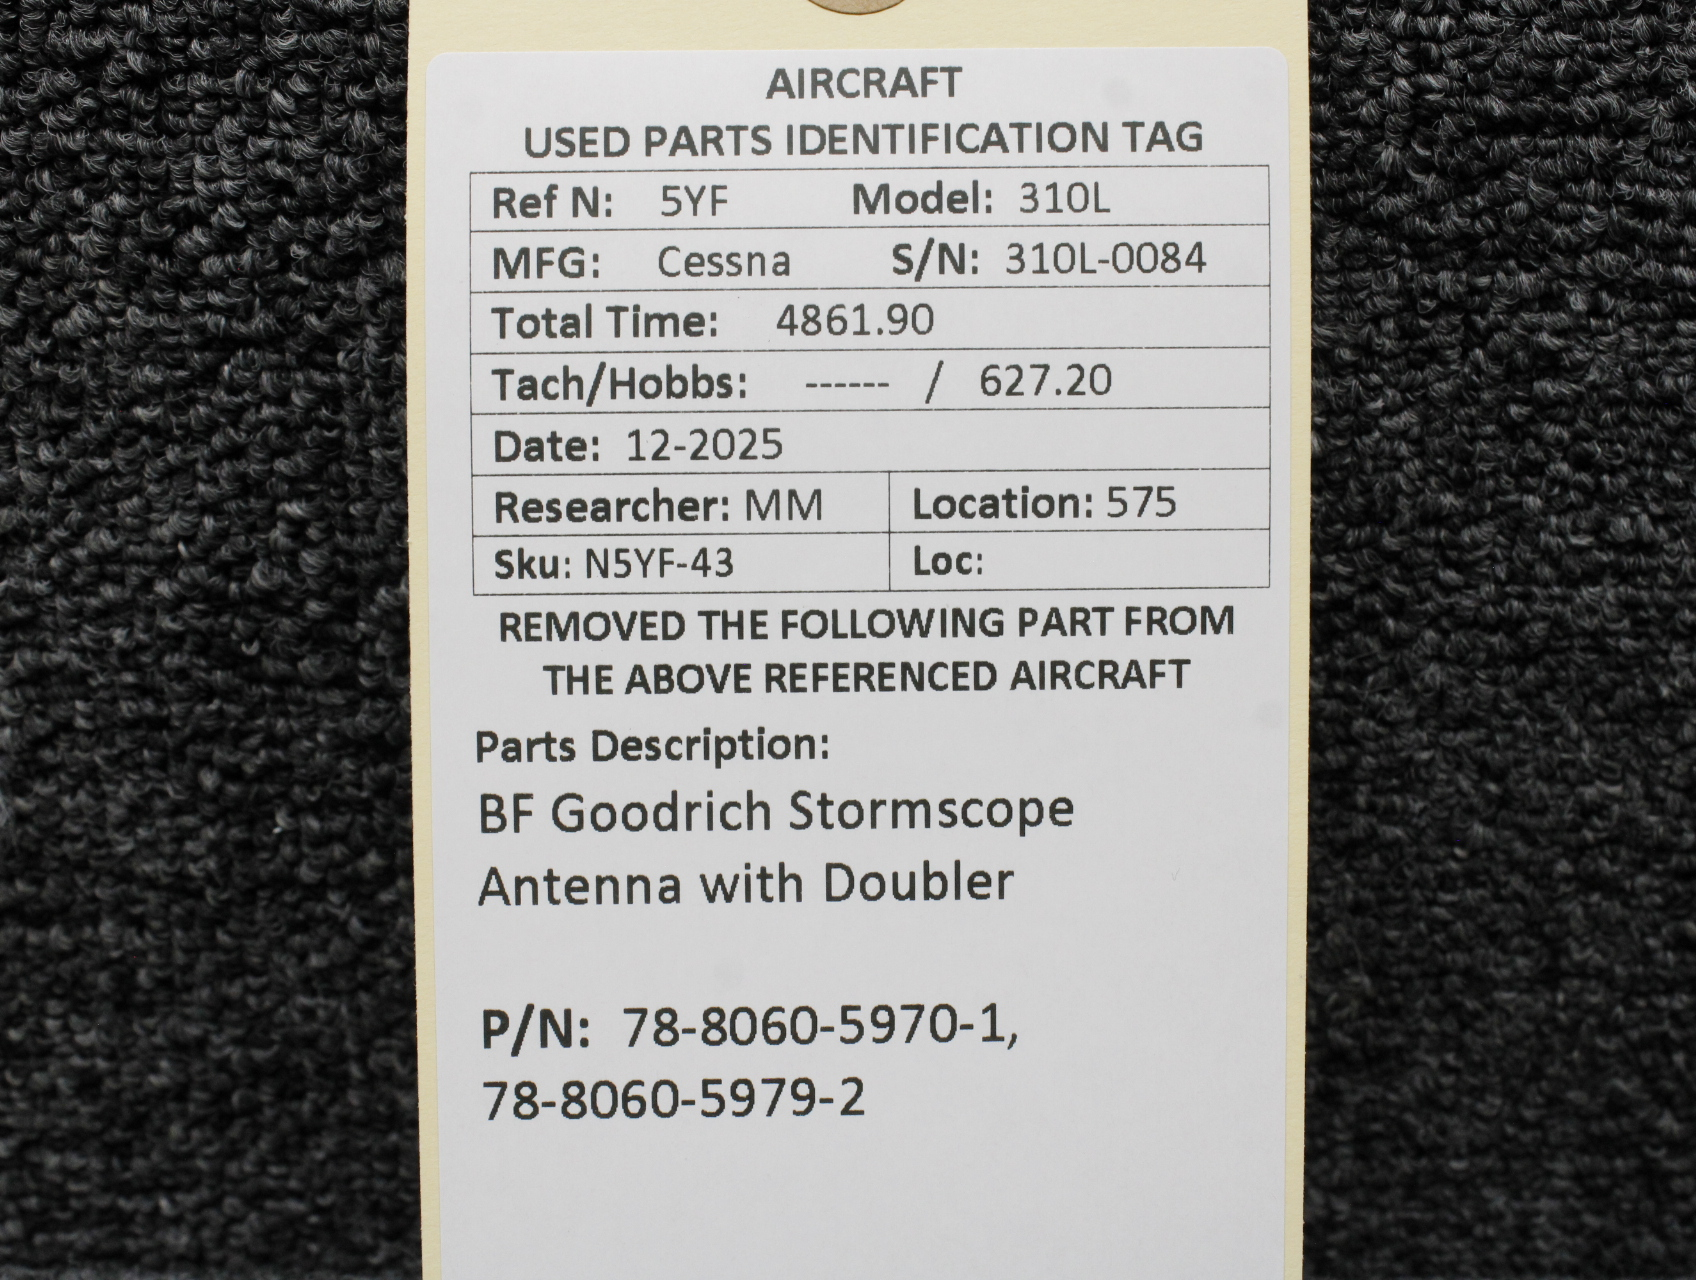 AIRCRAFT
USED PARTS IDENTIFICATION TAG
Ref N: 5YF Model: 310L
MFG: Cessna S/N: 310L-0084
Total Time: 4861.90
Tach/Hobbs: ------ / 627.20
Date: 12-2025
Researcher: MM Location: 575
Sku: N5YF-43 Loc:
REMOVED THE FOLLOWING PART FROM
THE ABOVE REFERENCED AIRCRAFT
Parts Description:
BF Goodrich Stormscope
Antenna with Doubler
P/N: 78-8060-5970-1,
78-8060-5979-2